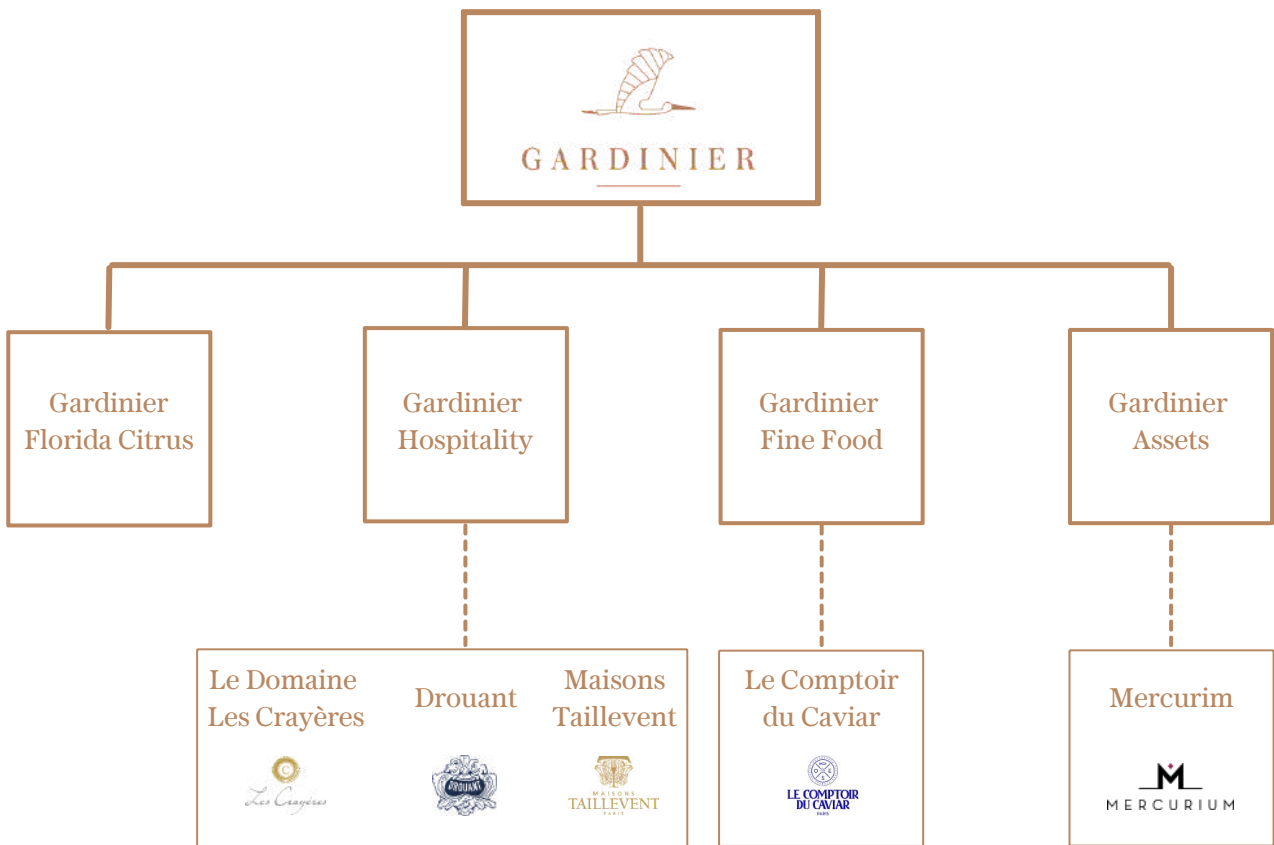 GARDINIER
Gardinier
Florida Citrus
Gardinier
Hospitality
Gardinier
Fine Food
Gardinier
Assets
Le Domaine
Les Crayères
C
Les Crayères
Drouant
DROUANT
Maisons
Taillevent
MAISONS
TAILLEVENT
PARIS
Le Comptoir
du Caviar
LE COMPTOIR
DU CAVIAR
PARIS
Mercurim
M
MERCURIUM